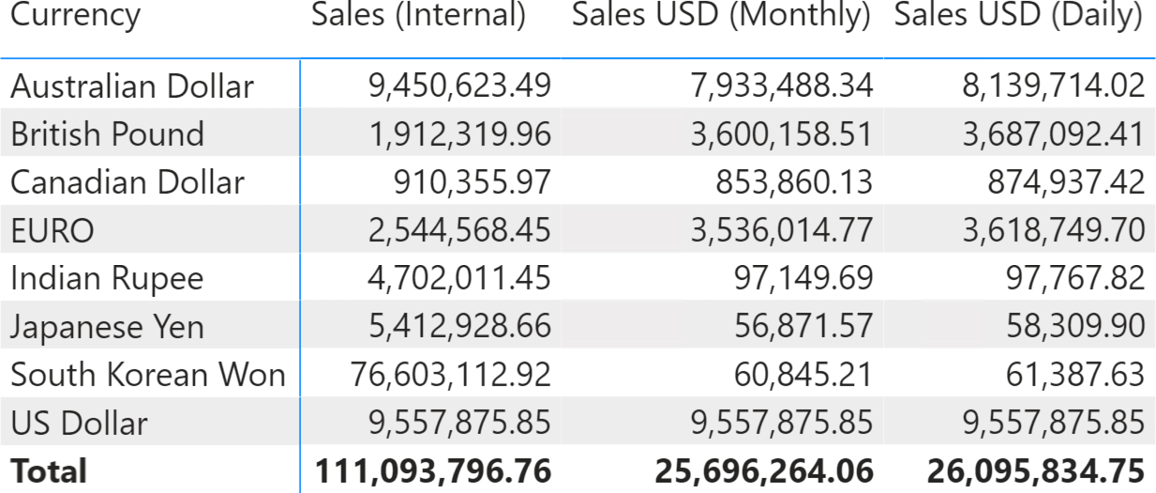 Currency Sales (Internal) Sales USD (Monthly) Sales USD (Daily)
Australian Dollar 9,450,623.49 7,933,488.34 8,139,714.02
British Pound 1,912,319.96 3,600,158.51 3,687,092.41
Canadian Dollar 910,355.97 853,860.13 874,937.42
EURO 2,544,568.45 3,536,014.77 3,618,749.70
Indian Rupee 4,702,011.45 97,149.69 97,767.82
Japanese Yen 5,412,928.66 56,871.57 58,309.90
South Korean Won 76,603,112.92 60,845.21 61,387.63
US Dollar 9,557,875.85 9,557,875.85 9,557,875.85
Total 111,093,796.76 25,696,264.06 26,095,834.75